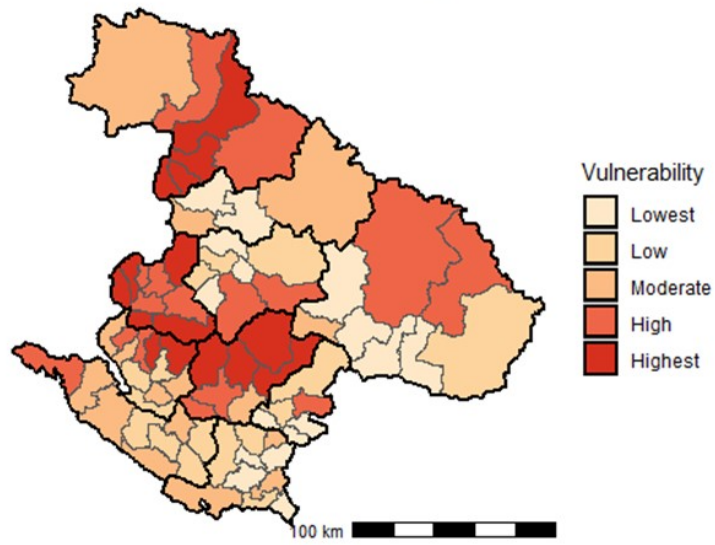 Vulnerability
Lowest
Low
Moderate
High
Highest
100 km